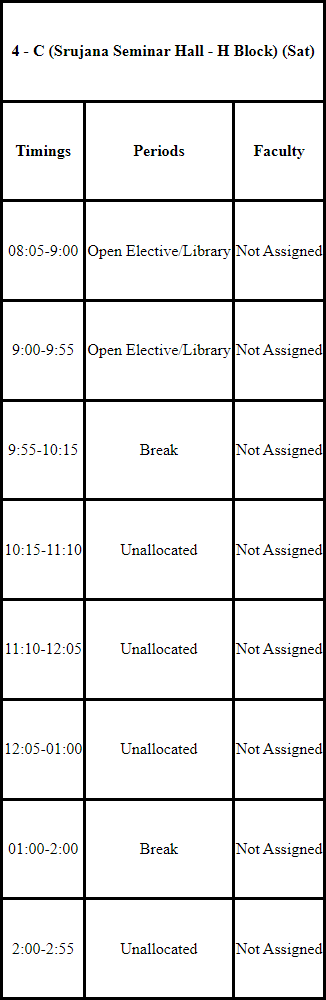 4 - C (Srujana Seminar Hall - H Block) (Sat)
Timings Periods Faculty
08:05-9:00 Open Elective/Library Not Assigned
9:00-9:55 Open Elective/Library Not Assigned
9:55-10:15 Break Not Assigned
10:15-11:10 Unallocated Not Assigned
11:10-12:05 Unallocated Not Assigned
12:05-01:00 Unallocated Not Assigned
01:00-2:00 Break Not Assigned
2:00-2:55 Unallocated Not Assigned